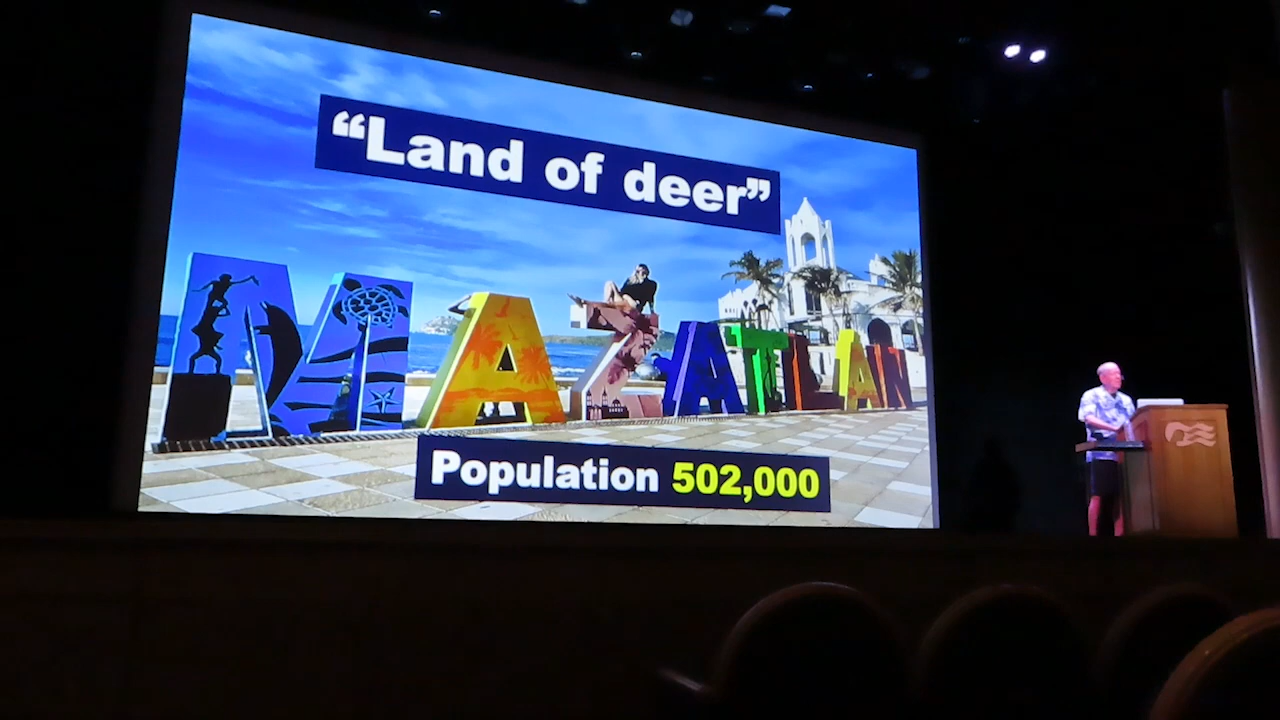 “Land of deer”
MAZATLAN
Population 502,000